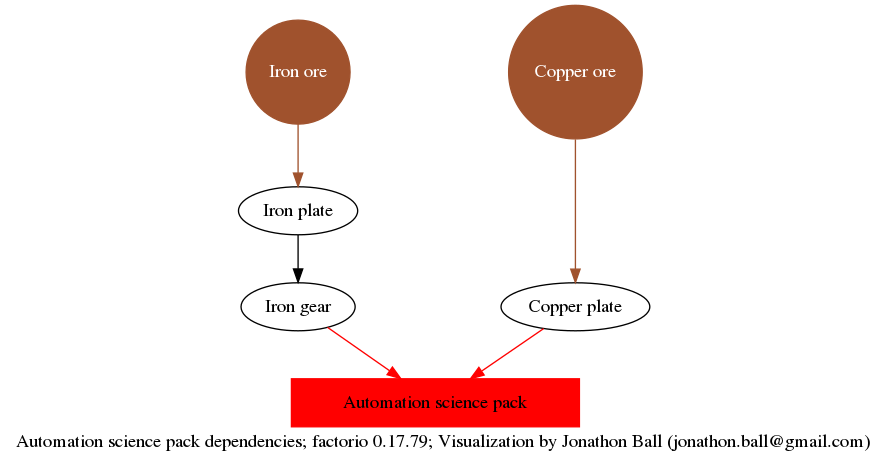 Iron ore
Copper ore
Iron plate
Iron gear
Copper plate
Automation science pack
Automation science pack dependencies; factorio 0.17.79; Visualization by Jonathon Ball (jonathon.ball@gmail.com)